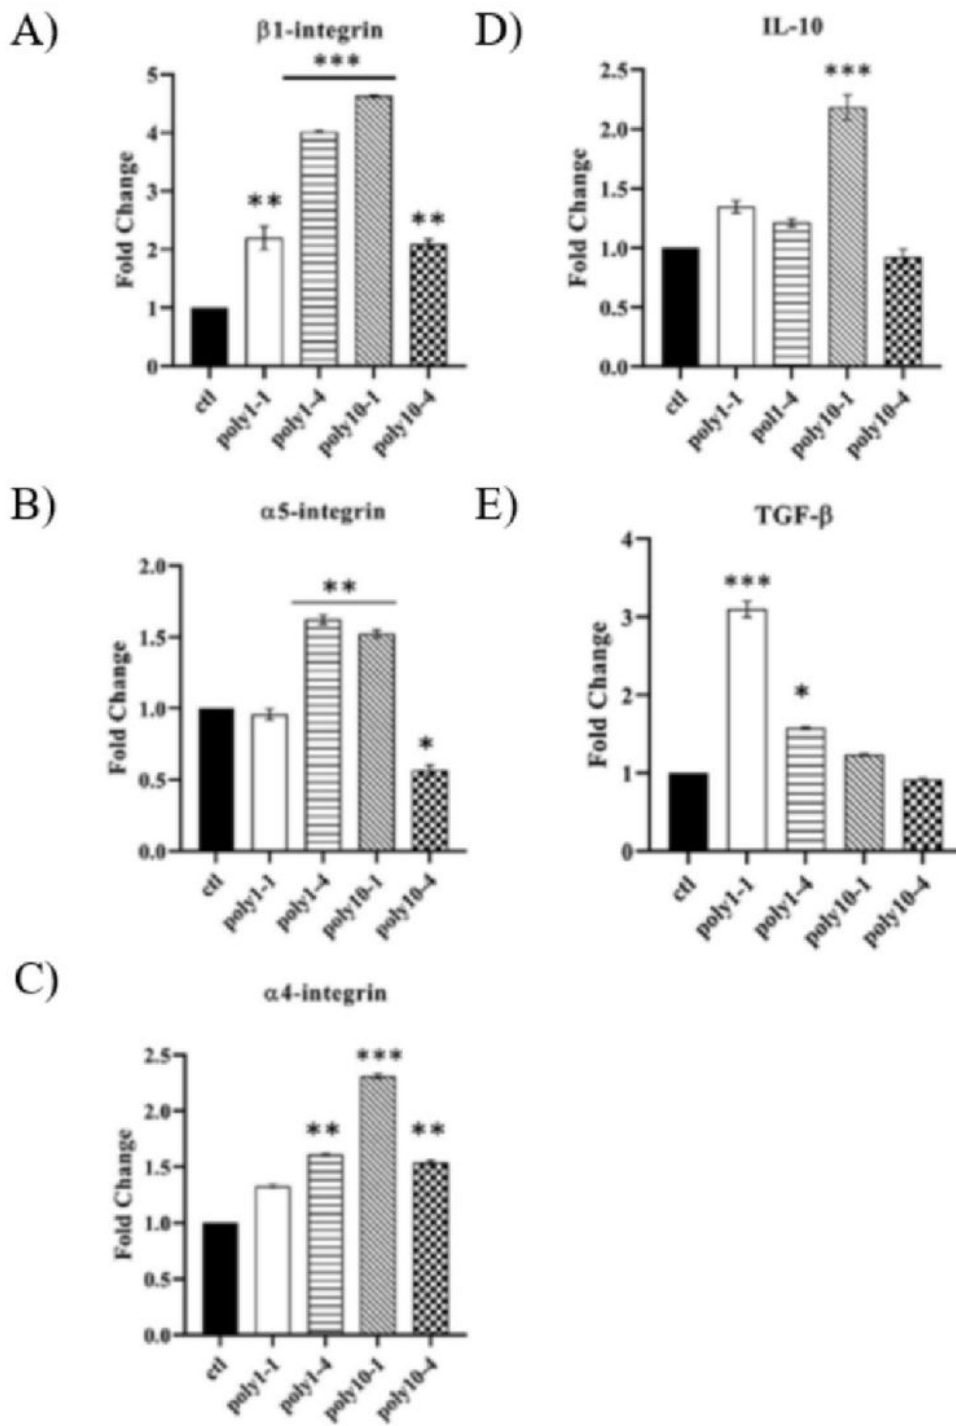 A)
β1-integrin
***
**
**
Fold Change
5
4
3
2
1
0
ctl
poly1-1
poly1-4
poly10-1
poly10-4
D)
IL-10
***
Fold Change
2.5
2.0
1.5
1.0
0.5
0.0
ctl
poly1-1
pol1-4
poly10-1
poly10-4
B)
α5-integrin
**
*
Fold Change
2.0
1.5
1.0
0.5
0.0
ctl
poly1-1
poly1-4
poly10-1
poly10-4
E)
TGF-β
***
*
Fold Change
4
3
2
1
0
ctl
poly1-1
poly1-4
poly10-1
poly10-4
C)
α4-integrin
***
**
**
Fold Change
2.5
2.0
1.5
1.0
0.5
0.0
ctl
poly1-1
poly1-4
poly10-1
poly10-4